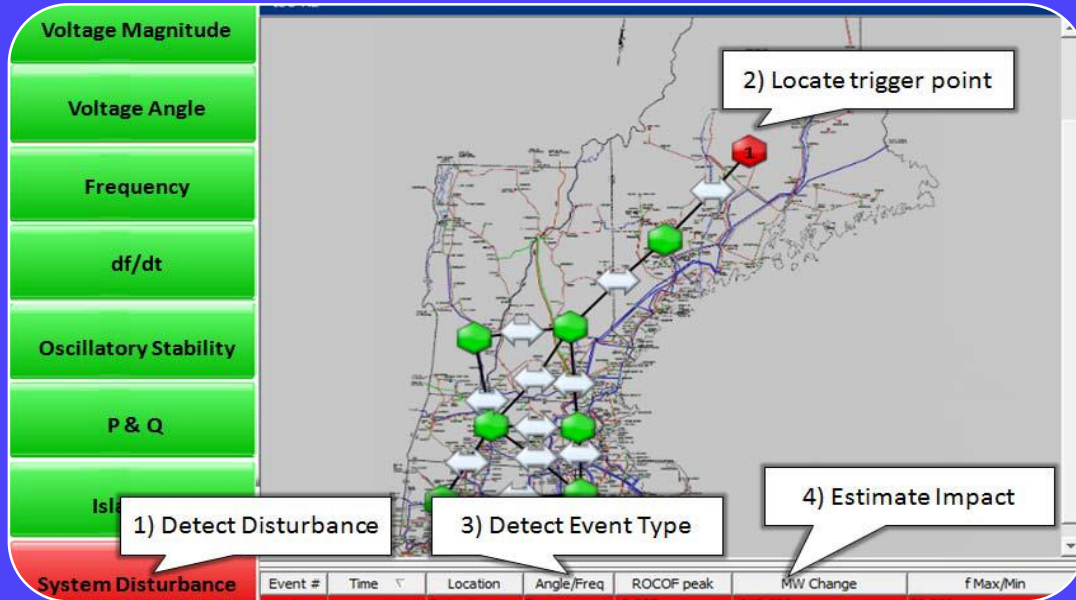 Voltage Magnitude
Voltage Angle
Frequency
df/dt
Oscillatory Stability
P & Q
System Disturbance
2) Locate trigger point
1
1) Detect Disturbance
3) Detect Event Type
4) Estimate Impact
Event # Time Location Angle/Freq ROCOF peak MW Change f Max/Min